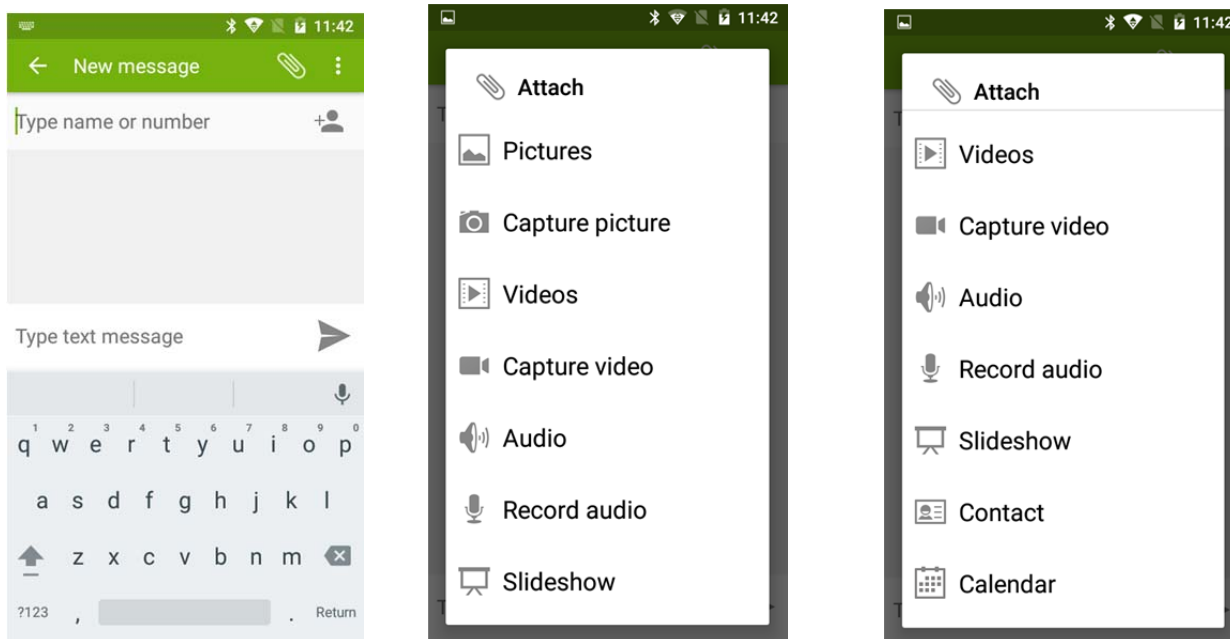 11:42
New message
Type name or number
Type text message
1 2 3 4 5 6 7 8 9 0
q w e r t y u i o p
a s d f g h j k l
z x c v b n m
?123 , . Return
11:42
Attach
T
Pictures
Capture picture
Videos
Capture video
Audio
Record audio
Slideshow
T
11:42
Attach
T
Videos
Capture video
Audio
Record audio
Slideshow
Contact
Calendar
T